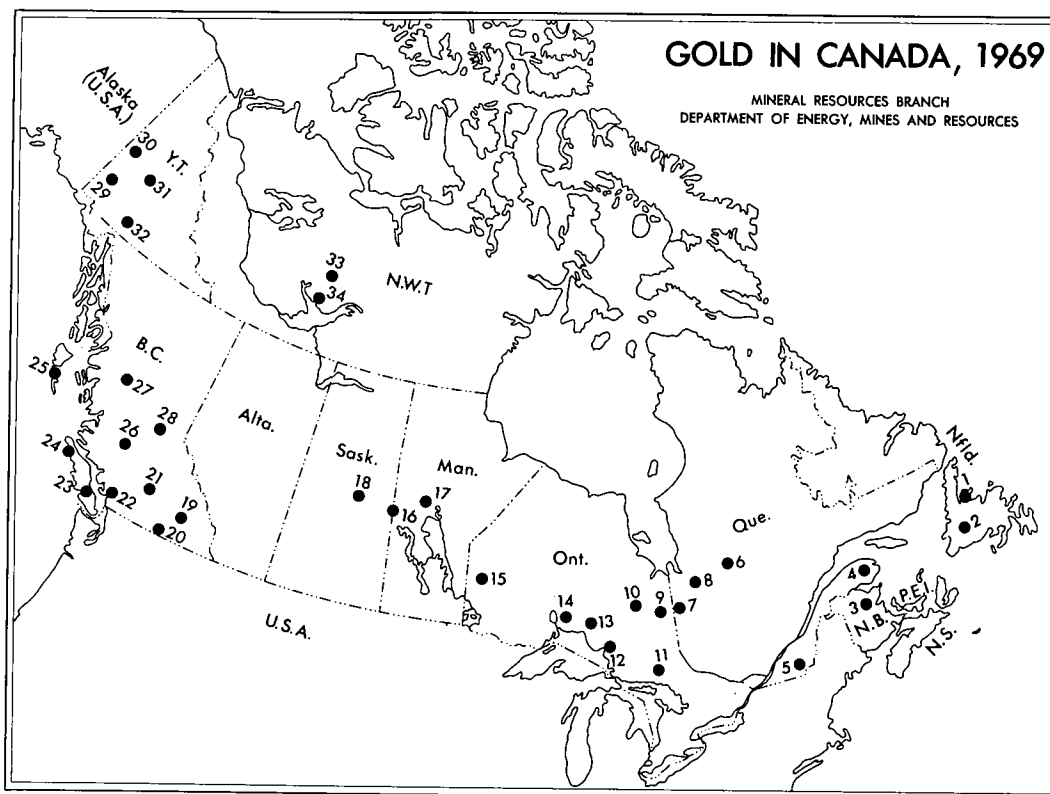 GOLD IN CANADA, 1969
MINERAL RESOURCES BRANCH
DEPARTMENT OF ENERGY, MINES AND RESOURCES
Alaska
(U.S.A.)
30
Y.T.
29
31
32
33
34
N.W.T
B.C.
25
27
28
26
24
21
23
22
19
20
Alta.
Sask.
18
Man.
17
16
Nfld.
1
2
Que.
6
8
7
Ont.
15
10
9
14
13
12
11
4
3
P.E.I.
N.B.
N.S.
5
U.S.A.